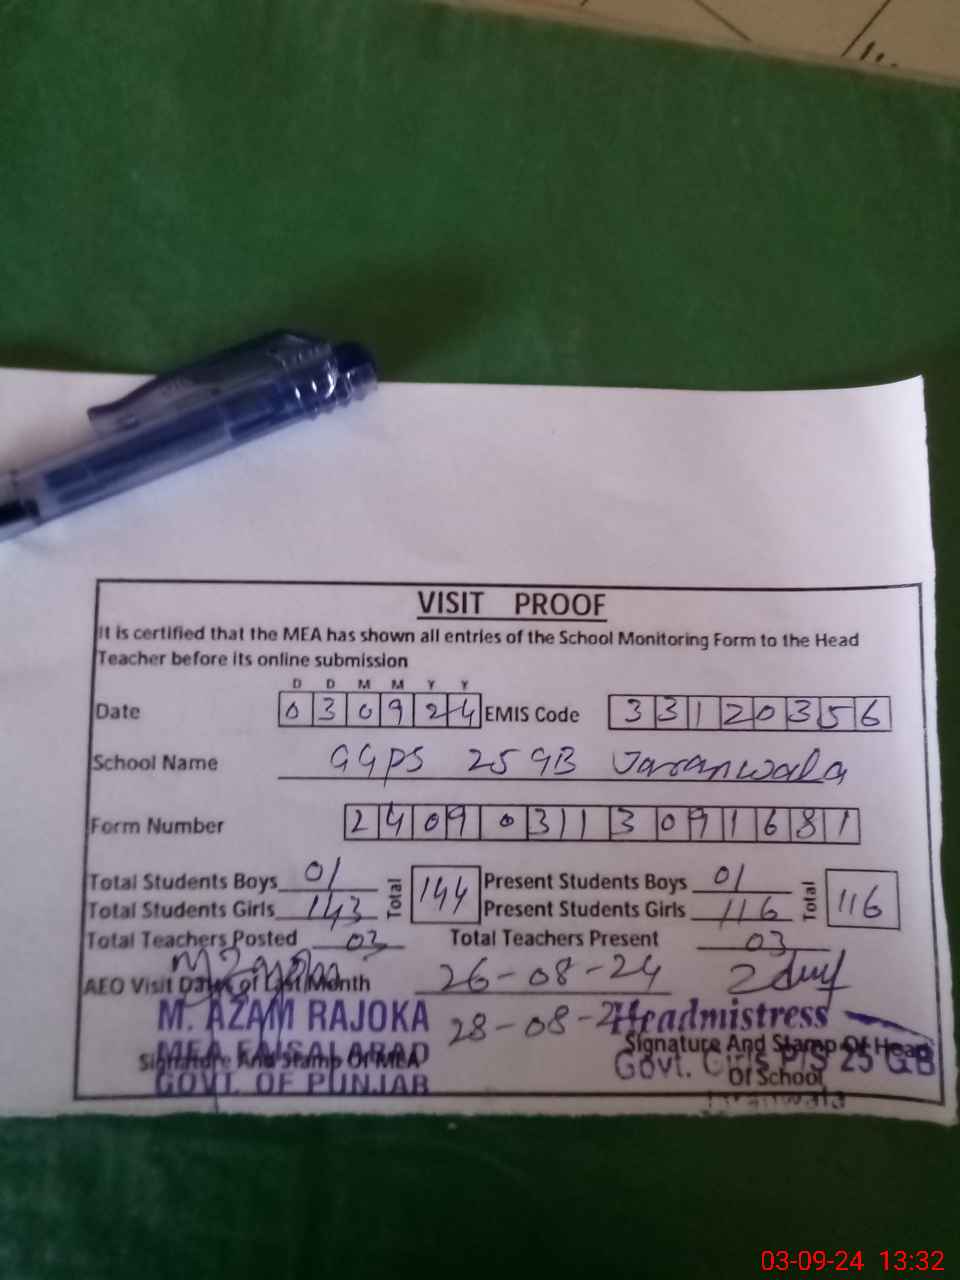 VISIT PROOF
It is certified that the MEA has shown all entries of the School Monitoring Form to the Head
Teacher before its online submission
D D M M Y Y
Date 0 3 0 9 2 4 EMIS Code 3 3 1 2 0 3 5 6
School Name GGPS 25 GB Jaranwala
Form Number 2 4 0 9 0 3 1 1 3 0 9 1 6 8 1
Total Students Boys 01 Total 144 Present Students Boys 01 Total 116
Total Students Girls 143 Present Students Girls 116
Total Teachers Posted 03 Total Teachers Present 03
AEO Visit Days of Last Month 26-08-24 2 day
28-08-24
M. AZAM RAJOKA
MEA FAISALABAD
GOVT. OF PUNJAB
Signature And Stamp Of MEA
Headmistress
Signature And Stamp Of Head
Of School
Govt. Girls P/S 25 GB
Jaranwala
03-09-24 13:32